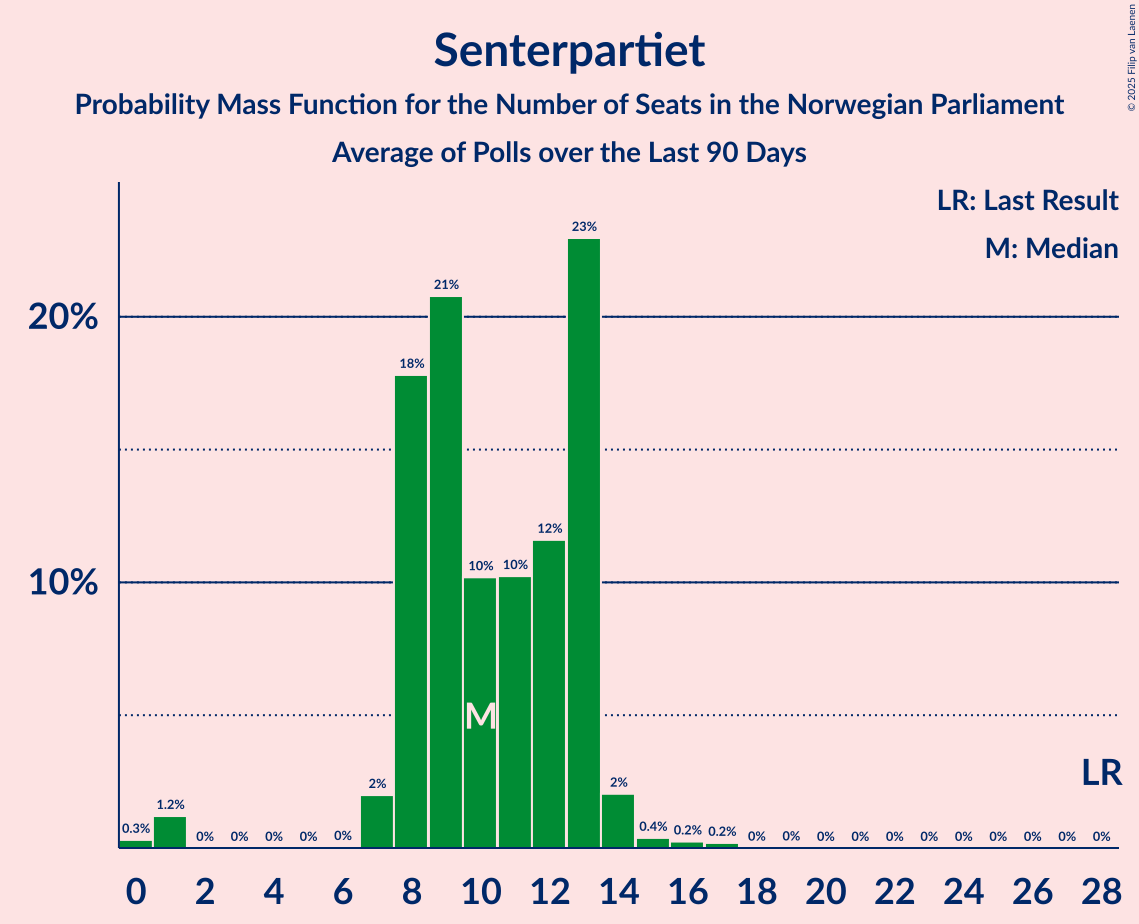 Senterpartiet
Probability Mass Function for the Number of Seats in the Norwegian Parliament
Average of Polls over the Last 90 Days
© 2025 Filip van Laenen
LR: Last Result
M: Median
20%
10%
0.3% 1.2% 0% 0% 0% 0% 0% 2% 18% 21% 10% 10% 12% 23% 2% 0.4% 0.2% 0.2% 0% 0% 0% 0% 0% 0% 0% 0% 0% 0% 0%
M
LR
0 2 4 6 8 10 12 14 16 18 20 22 24 26 28